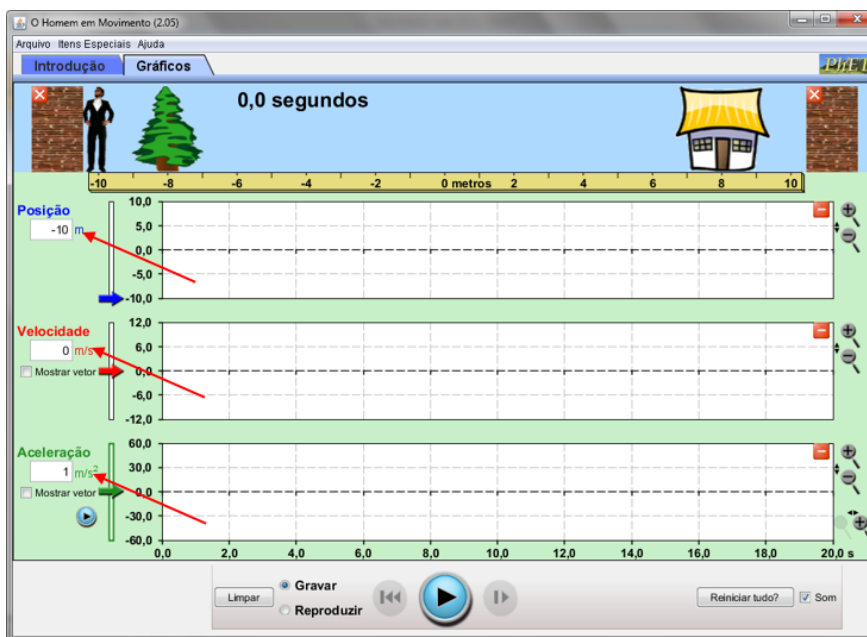 O Homem em Movimento (2.05)
Arquivo Itens Especiais Ajuda
Introdução Gráficos PhET
0,0 segundos
-10 -8 -6 -4 -2 0 metros 2 4 6 8 10
Posição
-10 m
10,0
5,0
0,0
-5,0
-10,0
Velocidade
0 m/s
Mostrar vetor
12,0
6,0
0,0
-6,0
-12,0
Aceleração
1 m/s²
Mostrar vetor
60,0
30,0
0,0
-30,0
-60,0
0,0 2,0 4,0 6,0 8,0 10,0 12,0 14,0 16,0 18,0 20,0 s
Limpar
Gravar
Reproduzir
Reiniciar tudo?
Som